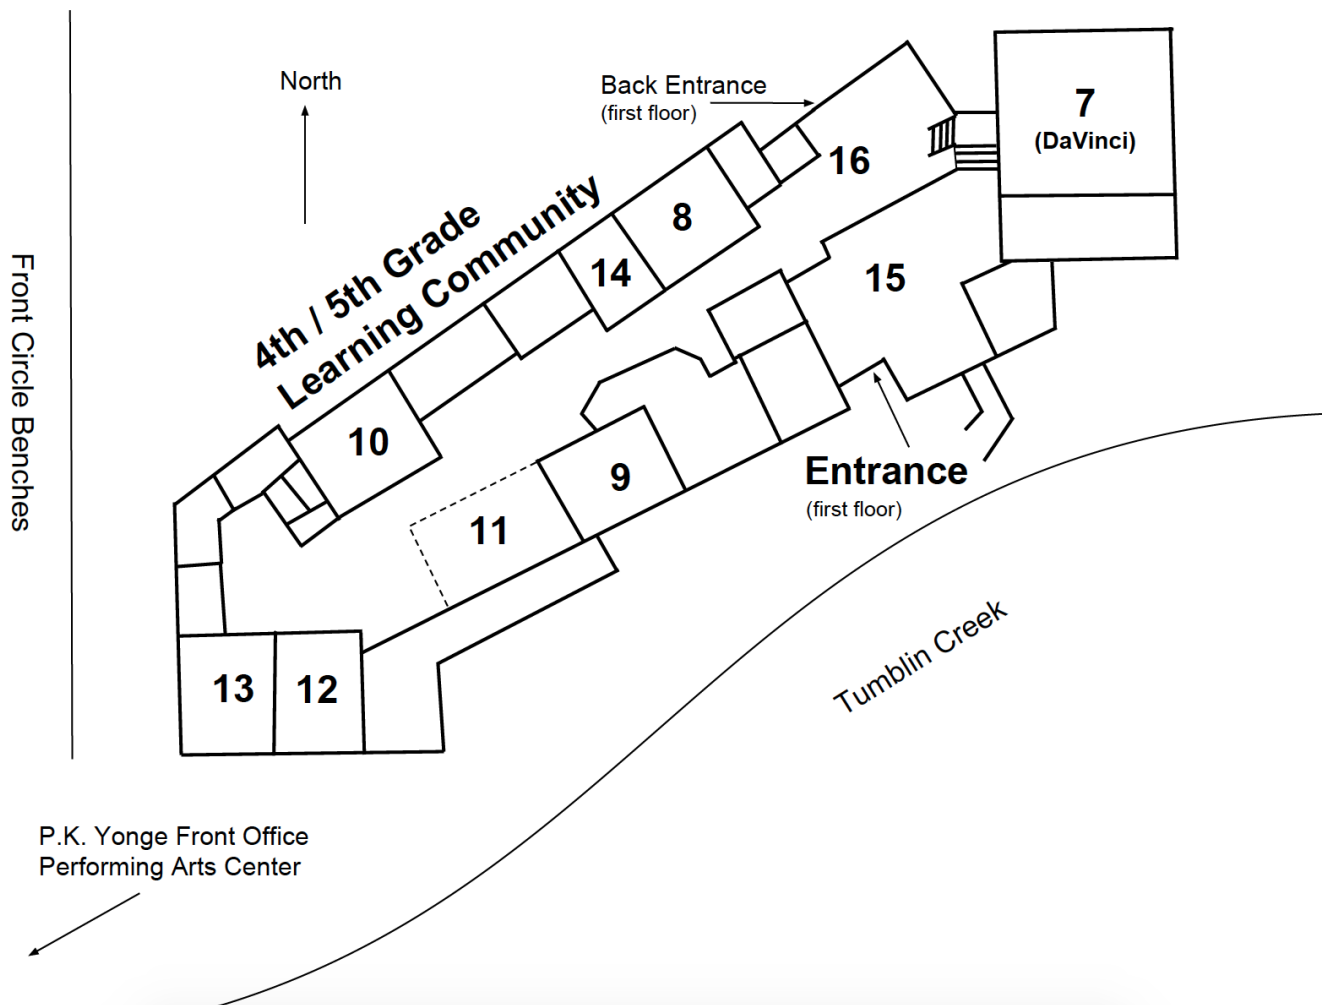 North
Back Entrance
(first floor)
7
(DaVinci)
16
8
4th / 5th Grade
Learning Community
14
15
Front Circle Benches
10
9
Entrance
(first floor)
11
Tumblin Creek
13
12
P.K. Yonge Front Office
Performing Arts Center